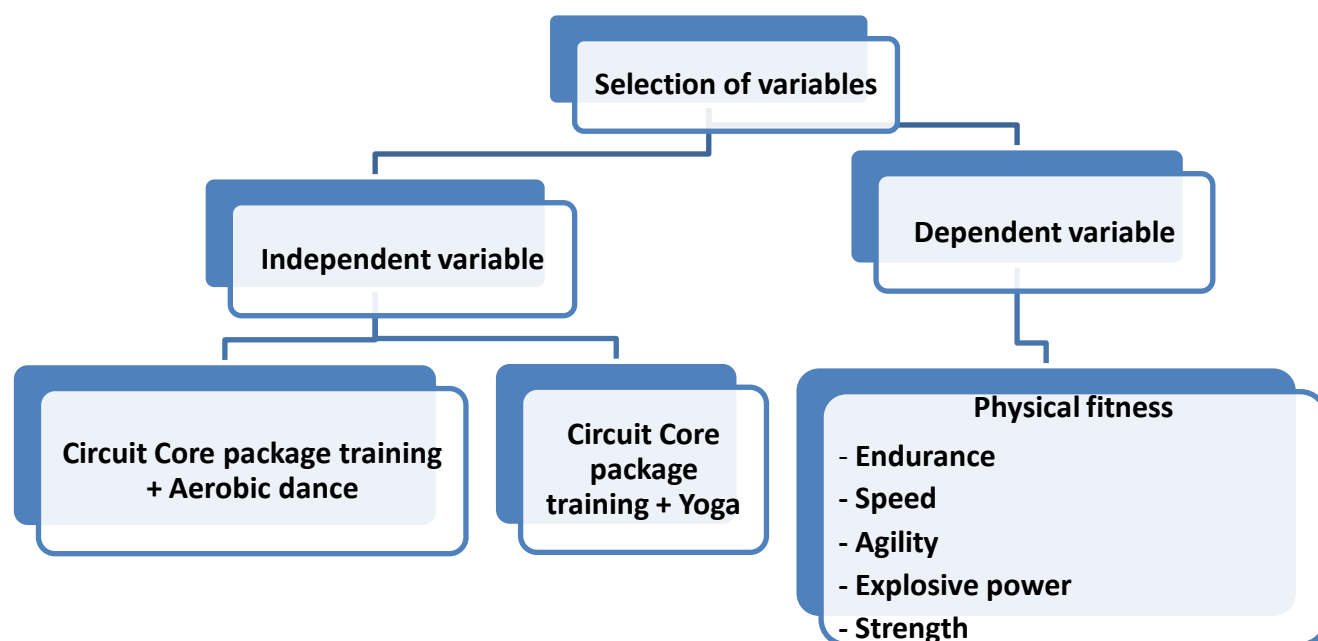 Selection of variables
Independent variable
Dependent variable
Circuit Core package training
+ Aerobic dance
Circuit Core
package
training + Yoga
Physical fitness
- Endurance
- Speed
- Agility
- Explosive power
- Strength